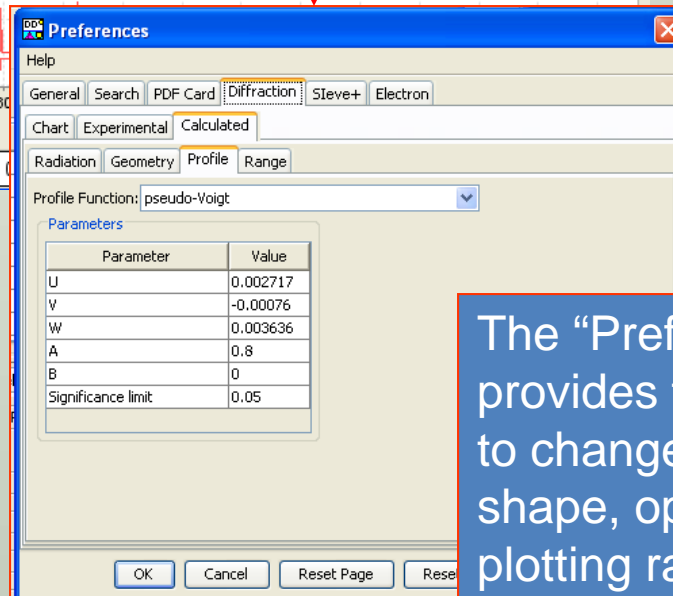 Preferences
Help
General Search PDF Card Diffraction SIeve+ Electron
Chart Experimental Calculated
Radiation Geometry Profile Range
Profile Function: pseudo-Voigt
Parameters
Parameter Value
U 0.002717
V -0.00076
W 0.003636
A 0.8
B 0
Significance limit 0.05
OK Cancel Reset Page
The “Pref
provides
to change
shape, op
plotting ra